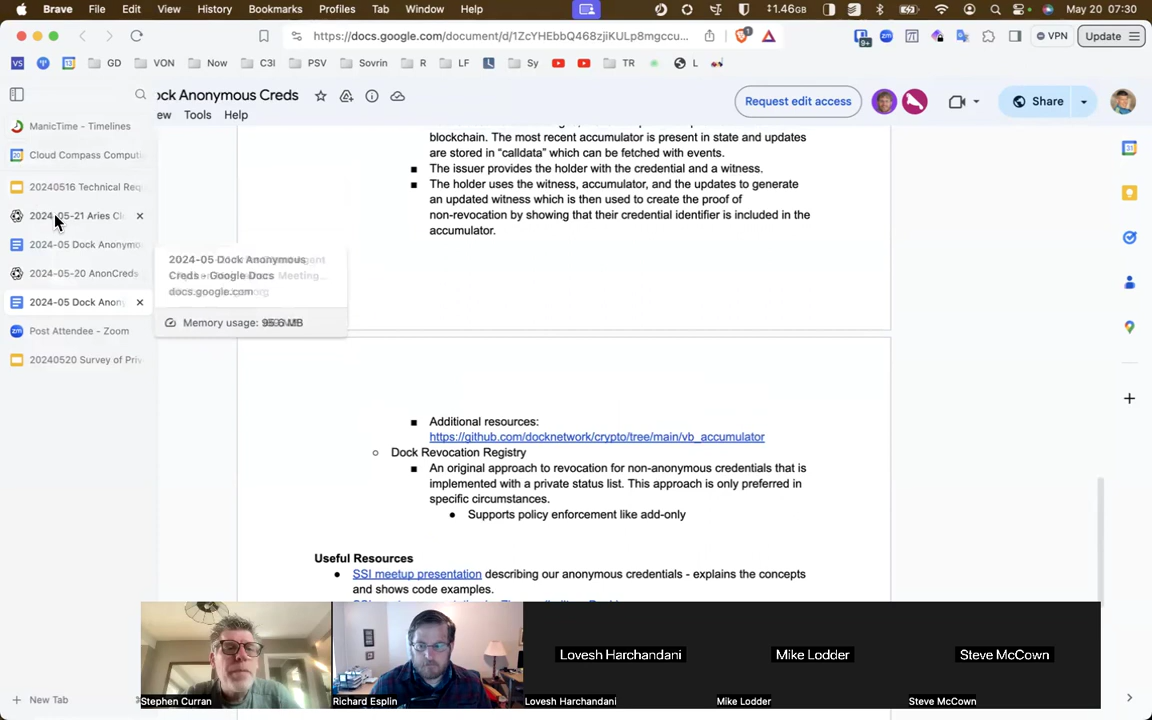 Brave File Edit View History Bookmarks Profiles Tab Window Help 1.46GB May 20 07:30
https://docs.google.com/document/d/1ZcYHEbbQ468zjiKULp8mgccu... 9+ VPN Update
VS GD VON Now C3I PSV Sovrin R LF Sy TR L
ock Anonymous Creds
ew Tools Help
Request edit access
Share
ManicTime - Timelines
Cloud Compass Computi
20240516 Technical Req
2024-05-21 Aries Cl
2024-05 Dock Anonymo
2024-05-20 AnonCreds
2024-05 Dock Anony
Post Attendee - Zoom
20240520 Survey of Priv
New Tab
2024-05 Dock Anonymous
Creds - Google Docs
docs.google.com
Memory usage:
blockchain. The most recent accumulator is present in state and updates
are stored in “calldata” which can be fetched with events.
■ The issuer provides the holder with the credential and a witness.
■ The holder uses the witness, accumulator, and the updates to generate
an updated witness which is then used to create the proof of
non-revocation by showing that their credential identifier is included in the
accumulator.
■ Additional resources:
https://github.com/docknetwork/crypto/tree/main/vb_accumulator
○ Dock Revocation Registry
■ An original approach to revocation for non-anonymous credentials that is
implemented with a private status list. This approach is only preferred in
specific circumstances.
● Supports policy enforcement like add-only
Useful Resources
● SSI meetup presentation describing our anonymous credentials - explains the concepts
and shows code examples.
Lovesh Harchandani
Mike Lodder
Steve McCown
Stephen Curran
Richard Esplin
Lovesh Harchandani
Mike Lodder
Steve McCown